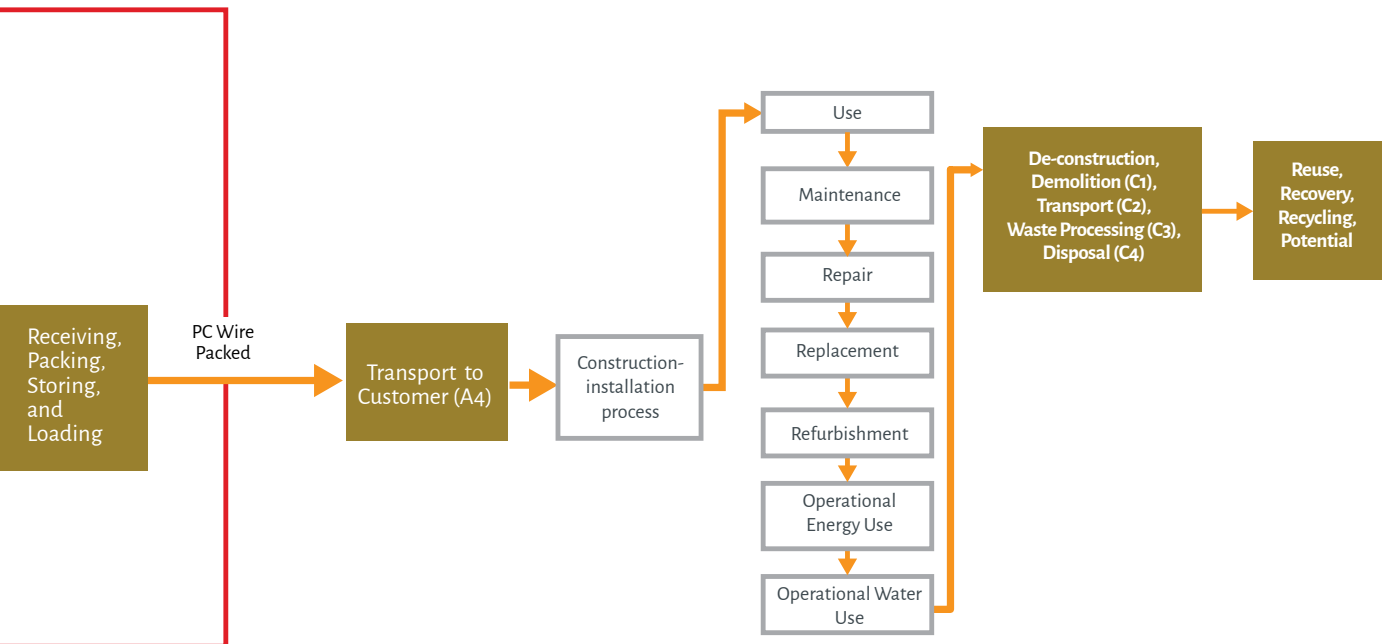 Receiving,
Packing,
Storing,
and
Loading
PC Wire
Packed
Transport to
Customer (A4)
Construction-
installation
process
Use
Maintenance
Repair
Replacement
Refurbishment
Operational
Energy Use
Operational Water
Use
De-construction,
Demolition (C1),
Transport (C2),
Waste Processing (C3),
Disposal (C4)
Reuse,
Recovery,
Recycling,
Potential